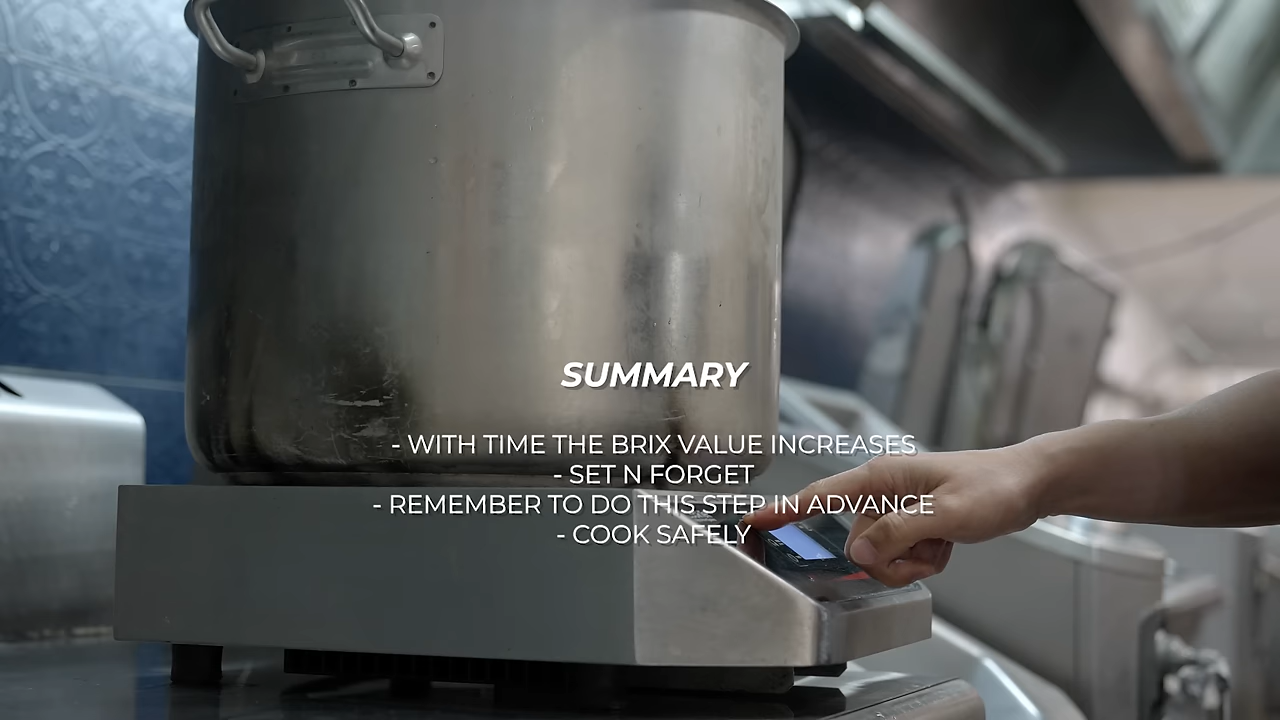 SUMMARY
- WITH TIME THE BRIX VALUE INCREASES
- SET N FORGET
- REMEMBER TO DO THIS STEP IN ADVANCE
- COOK SAFELY